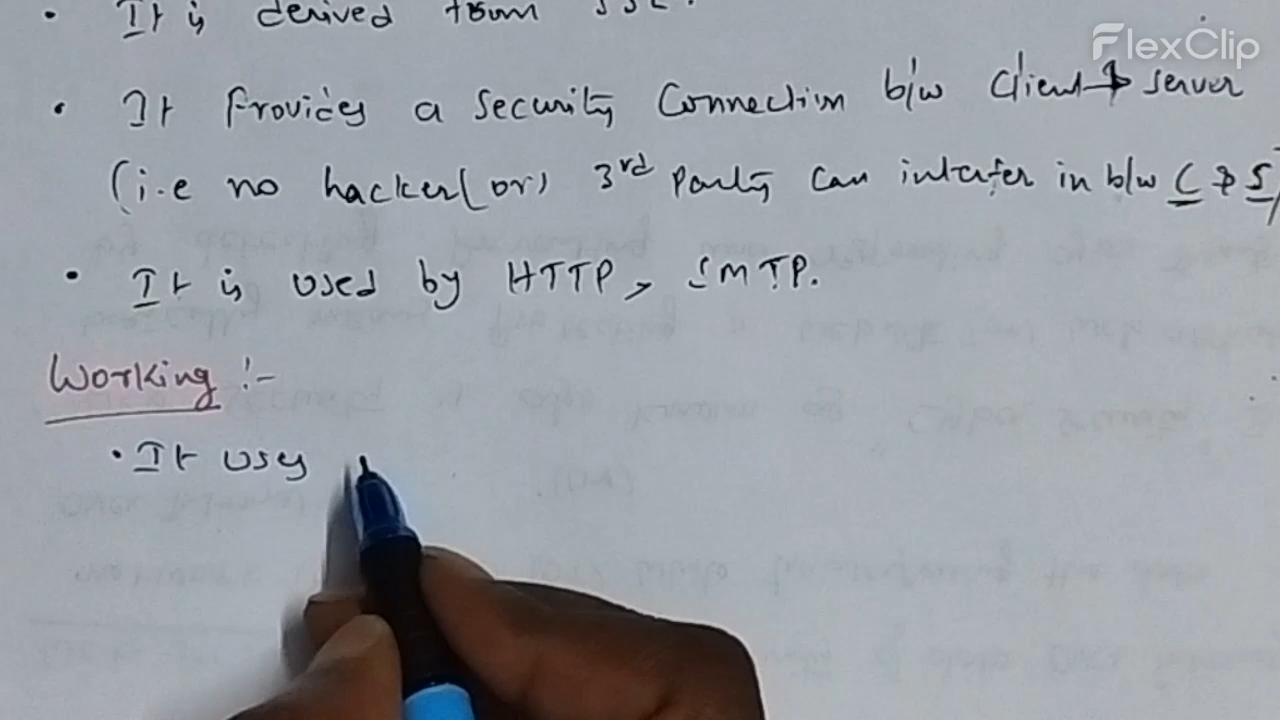 FlexClip
• It is derived from SSL.
• It Provides a Security Connection b/w Client & server
(i.e no hacker(or) 3rd Party Can interfer in b/w C & S)
• It is used by HTTP, SMTP.
Working :-
• It uses